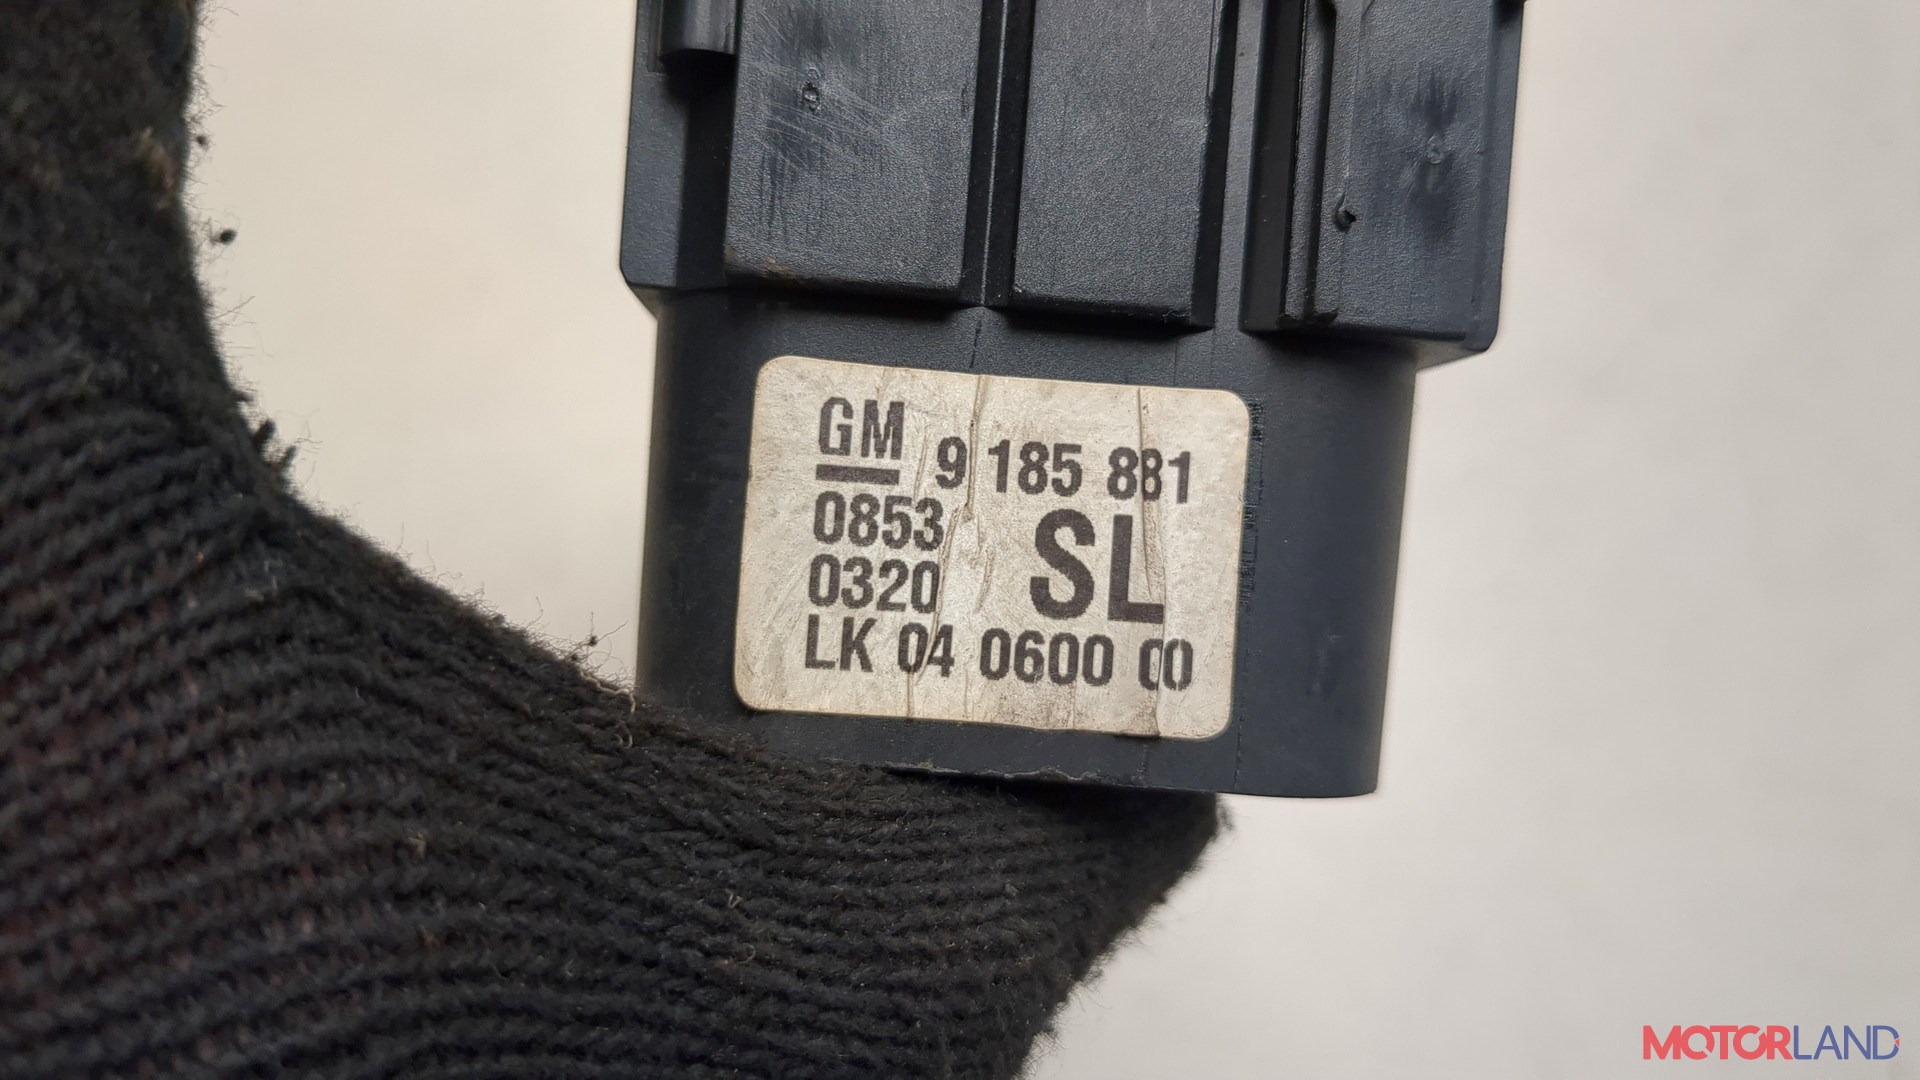 GM 9 185 881
0853
SL
0320
LK 04 0600 00
MOTORLAND